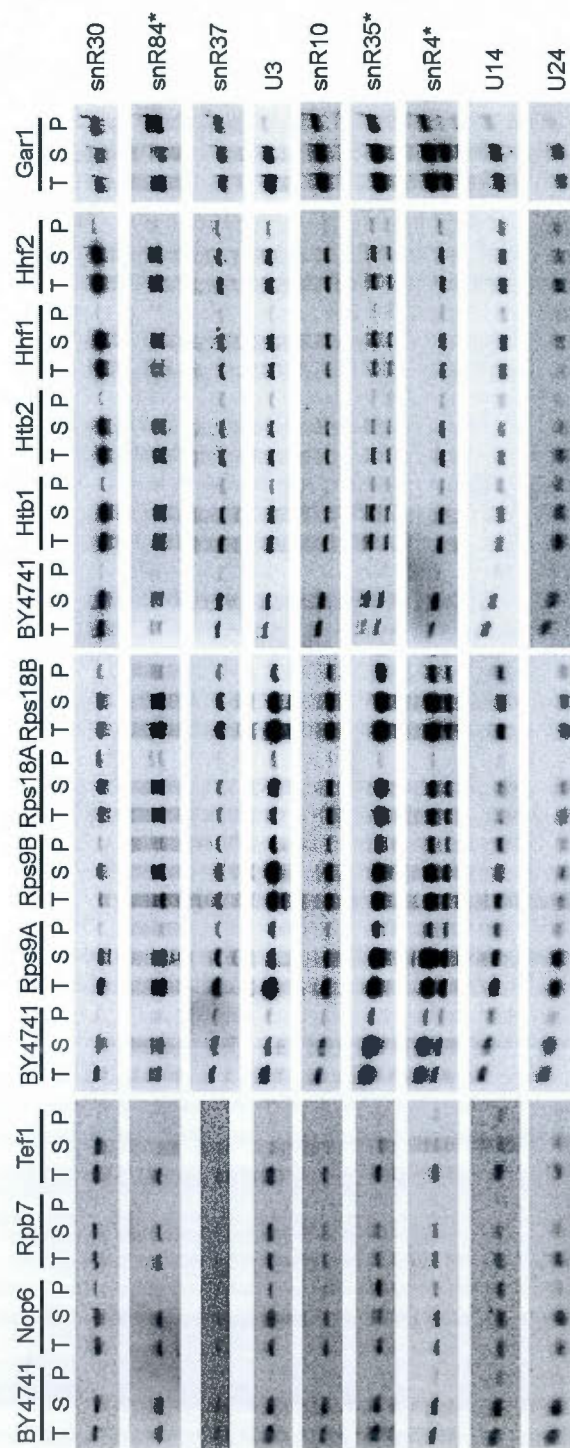 BY4741 Nop6 Rpb7 Tef1 BY4741 Rps9A Rps9B Rps18A Rps18B BY4741 Htb1 Htb2 Hhf1 Hhf2 Gar1
T S P T S P T S P T S P T S P T S P T S P T S P T S P T S P T S P T S P T S P T S P T S P
snR30
snR84*
snR37
U3
snR10
snR35*
snR4*
U14
U24